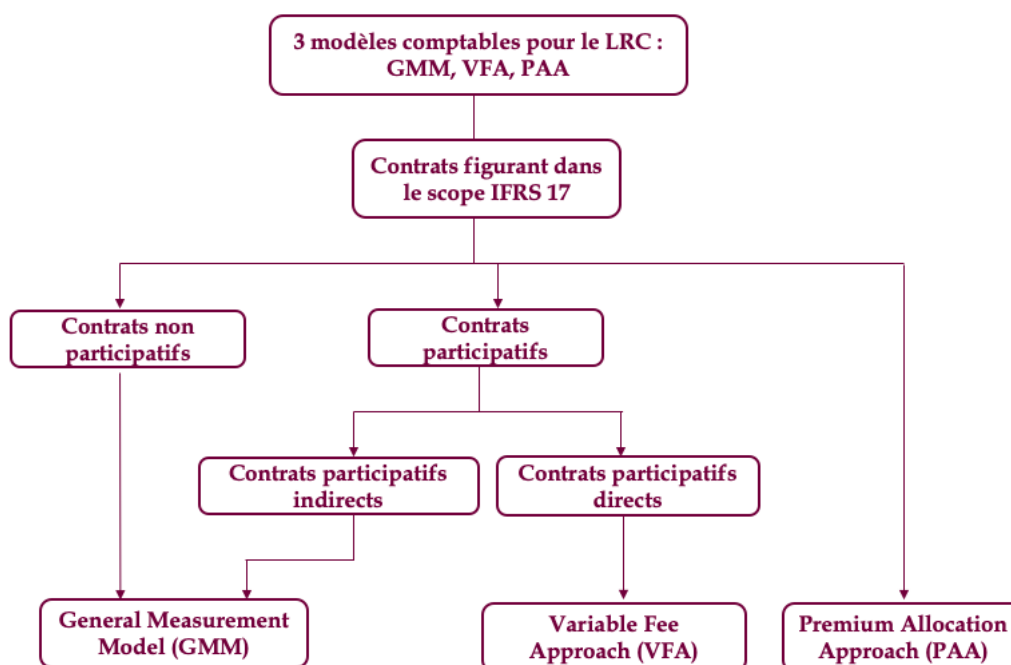 3 modèles comptables pour le LRC :
GMM, VFA, PAA
Contrats figurant dans
le scope IFRS 17
Contrats non
participatifs
Contrats
participatifs
Contrats participatifs
indirects
Contrats participatifs
directs
General Measurement
Model (GMM)
Variable Fee
Approach (VFA)
Premium Allocation
Approach (PAA)